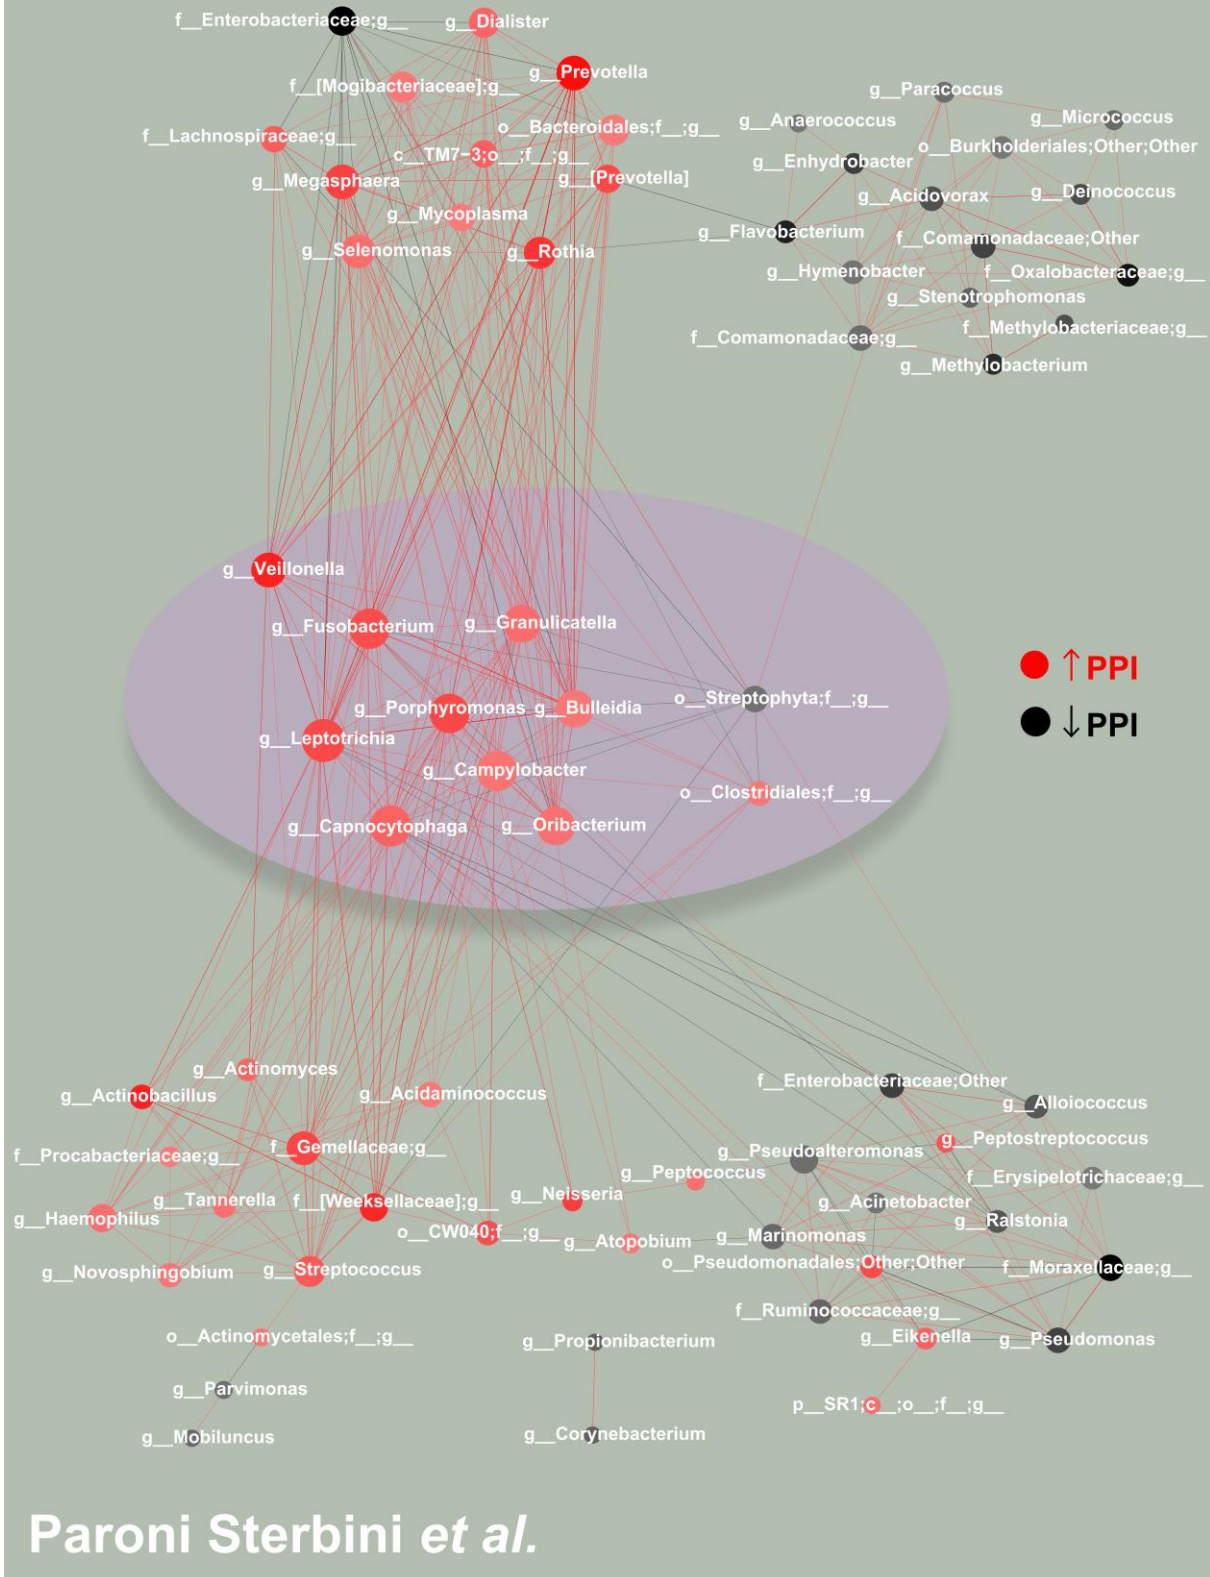 f__Enterobacteriaceae;g__
g__Dialister
g__Prevotella
f__[Mogibacteriaceae];g__
g__Paracoccus
g__Anaerococcus
g__Micrococcus
o__Bacteroidales;f__;g__
f__Lachnospiraceae;g__
o__Burkholderiales;Other;Other
c__TM7−3;o__;f__;g__
g__Enhydrobacter
g__Megasphaera
g__[Prevotella]
g__Acidovorax
g__Deinococcus
g__Mycoplasma
g__Flavobacterium
f__Comamonadaceae;Other
g__Selenomonas
g__Rothia
g__Hymenobacter
f__Oxalobacteraceae;g__
g__Stenotrophomonas
f__Methylobacteriaceae;g__
f__Comamonadaceae;g__
g__Methylobacterium
g__Veillonella
g__Fusobacterium
g__Granulicatella
↑PPI
o__Streptophyta;f__;g__
g__Porphyromonas
g__Bulleidia
↓PPI
g__Leptotrichia
g__Campylobacter
o__Clostridiales;f__;g__
g__Capnocytophaga
g__Oribacterium
g__Actinomyces
f__Enterobacteriaceae;Other
g__Actinobacillus
g__Acidaminococcus
g__Alloiococcus
g__Peptostreptococcus
f__Gemellaceae;g__
f__Procabacteriaceae;g__
g__Pseudoalteromonas
g__Peptococcus
f__Erysipelotrichaceae;g__
g__Tannerella
f__[Weeksellaceae];g__
g__Neisseria
g__Acinetobacter
g__Haemophilus
g__Ralstonia
o__CW040;f__;g__
g__Atopobium
g__Marinomonas
o__Pseudomonadales;Other;Other
g__Novosphingobium
g__Streptococcus
f__Moraxellaceae;g__
f__Ruminococcaceae;g__
o__Actinomycetales;f__;g__
g__Propionibacterium
g__Eikenella
g__Pseudomonas
g__Parvimonas
p__SR1;c__;o__;f__;g__
g__Mobiluncus
g__Corynebacterium
Paroni Sterbini et al.